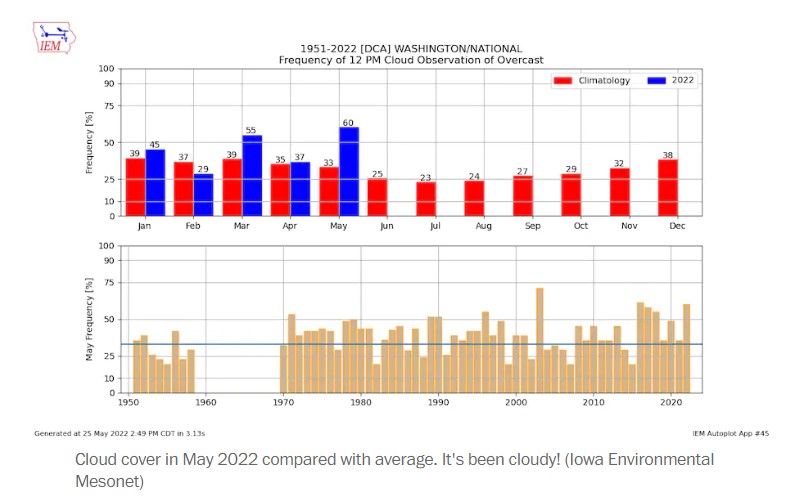 IEM
1951-2022 [DCA] WASHINGTON/NATIONAL
Frequency of 12 PM Cloud Observation of Overcast
Frequency [%]
100
90
75
50
25
10
0
Climatology
2022
39
45
37
29
39
55
35
37
33
60
25
23
24
27
29
32
38
Jan
Feb
Mar
Apr
May
Jun
Jul
Aug
Sep
Oct
Nov
Dec
May Frequency [%]
100
90
75
50
25
10
0
1950
1960
1970
1980
1990
2000
2010
2020
Generated at 25 May 2022 2:49 PM CDT in 3.13s
IEM Autoplot App #45
Cloud cover in May 2022 compared with average. It's been cloudy! (Iowa Environmental
Mesonet)